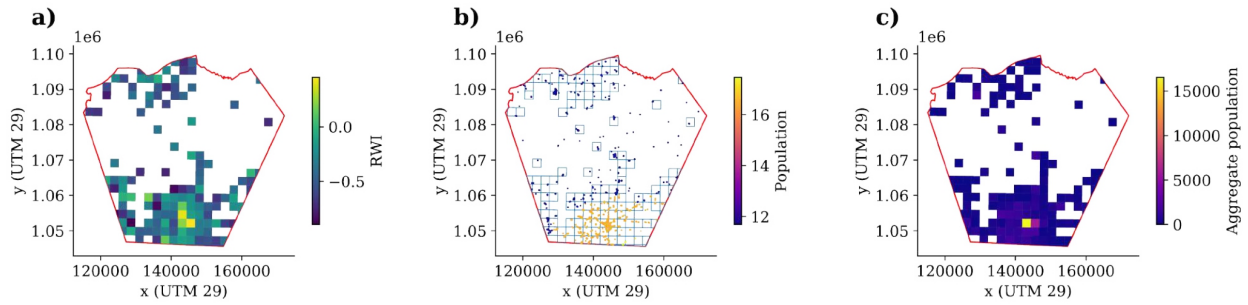 a)
1e6
1.10
1.09
1.08
1.07
1.06
1.05
y (UTM 29)
120000 140000 160000
x (UTM 29)
0.0
−0.5
RWI
b)
1e6
1.10
1.09
1.08
1.07
1.06
1.05
y (UTM 29)
120000 140000 160000
x (UTM 29)
16
14
12
Population
c)
1e6
1.10
1.09
1.08
1.07
1.06
1.05
y (UTM 29)
120000 140000 160000
x (UTM 29)
15000
10000
5000
0
Aggregate population